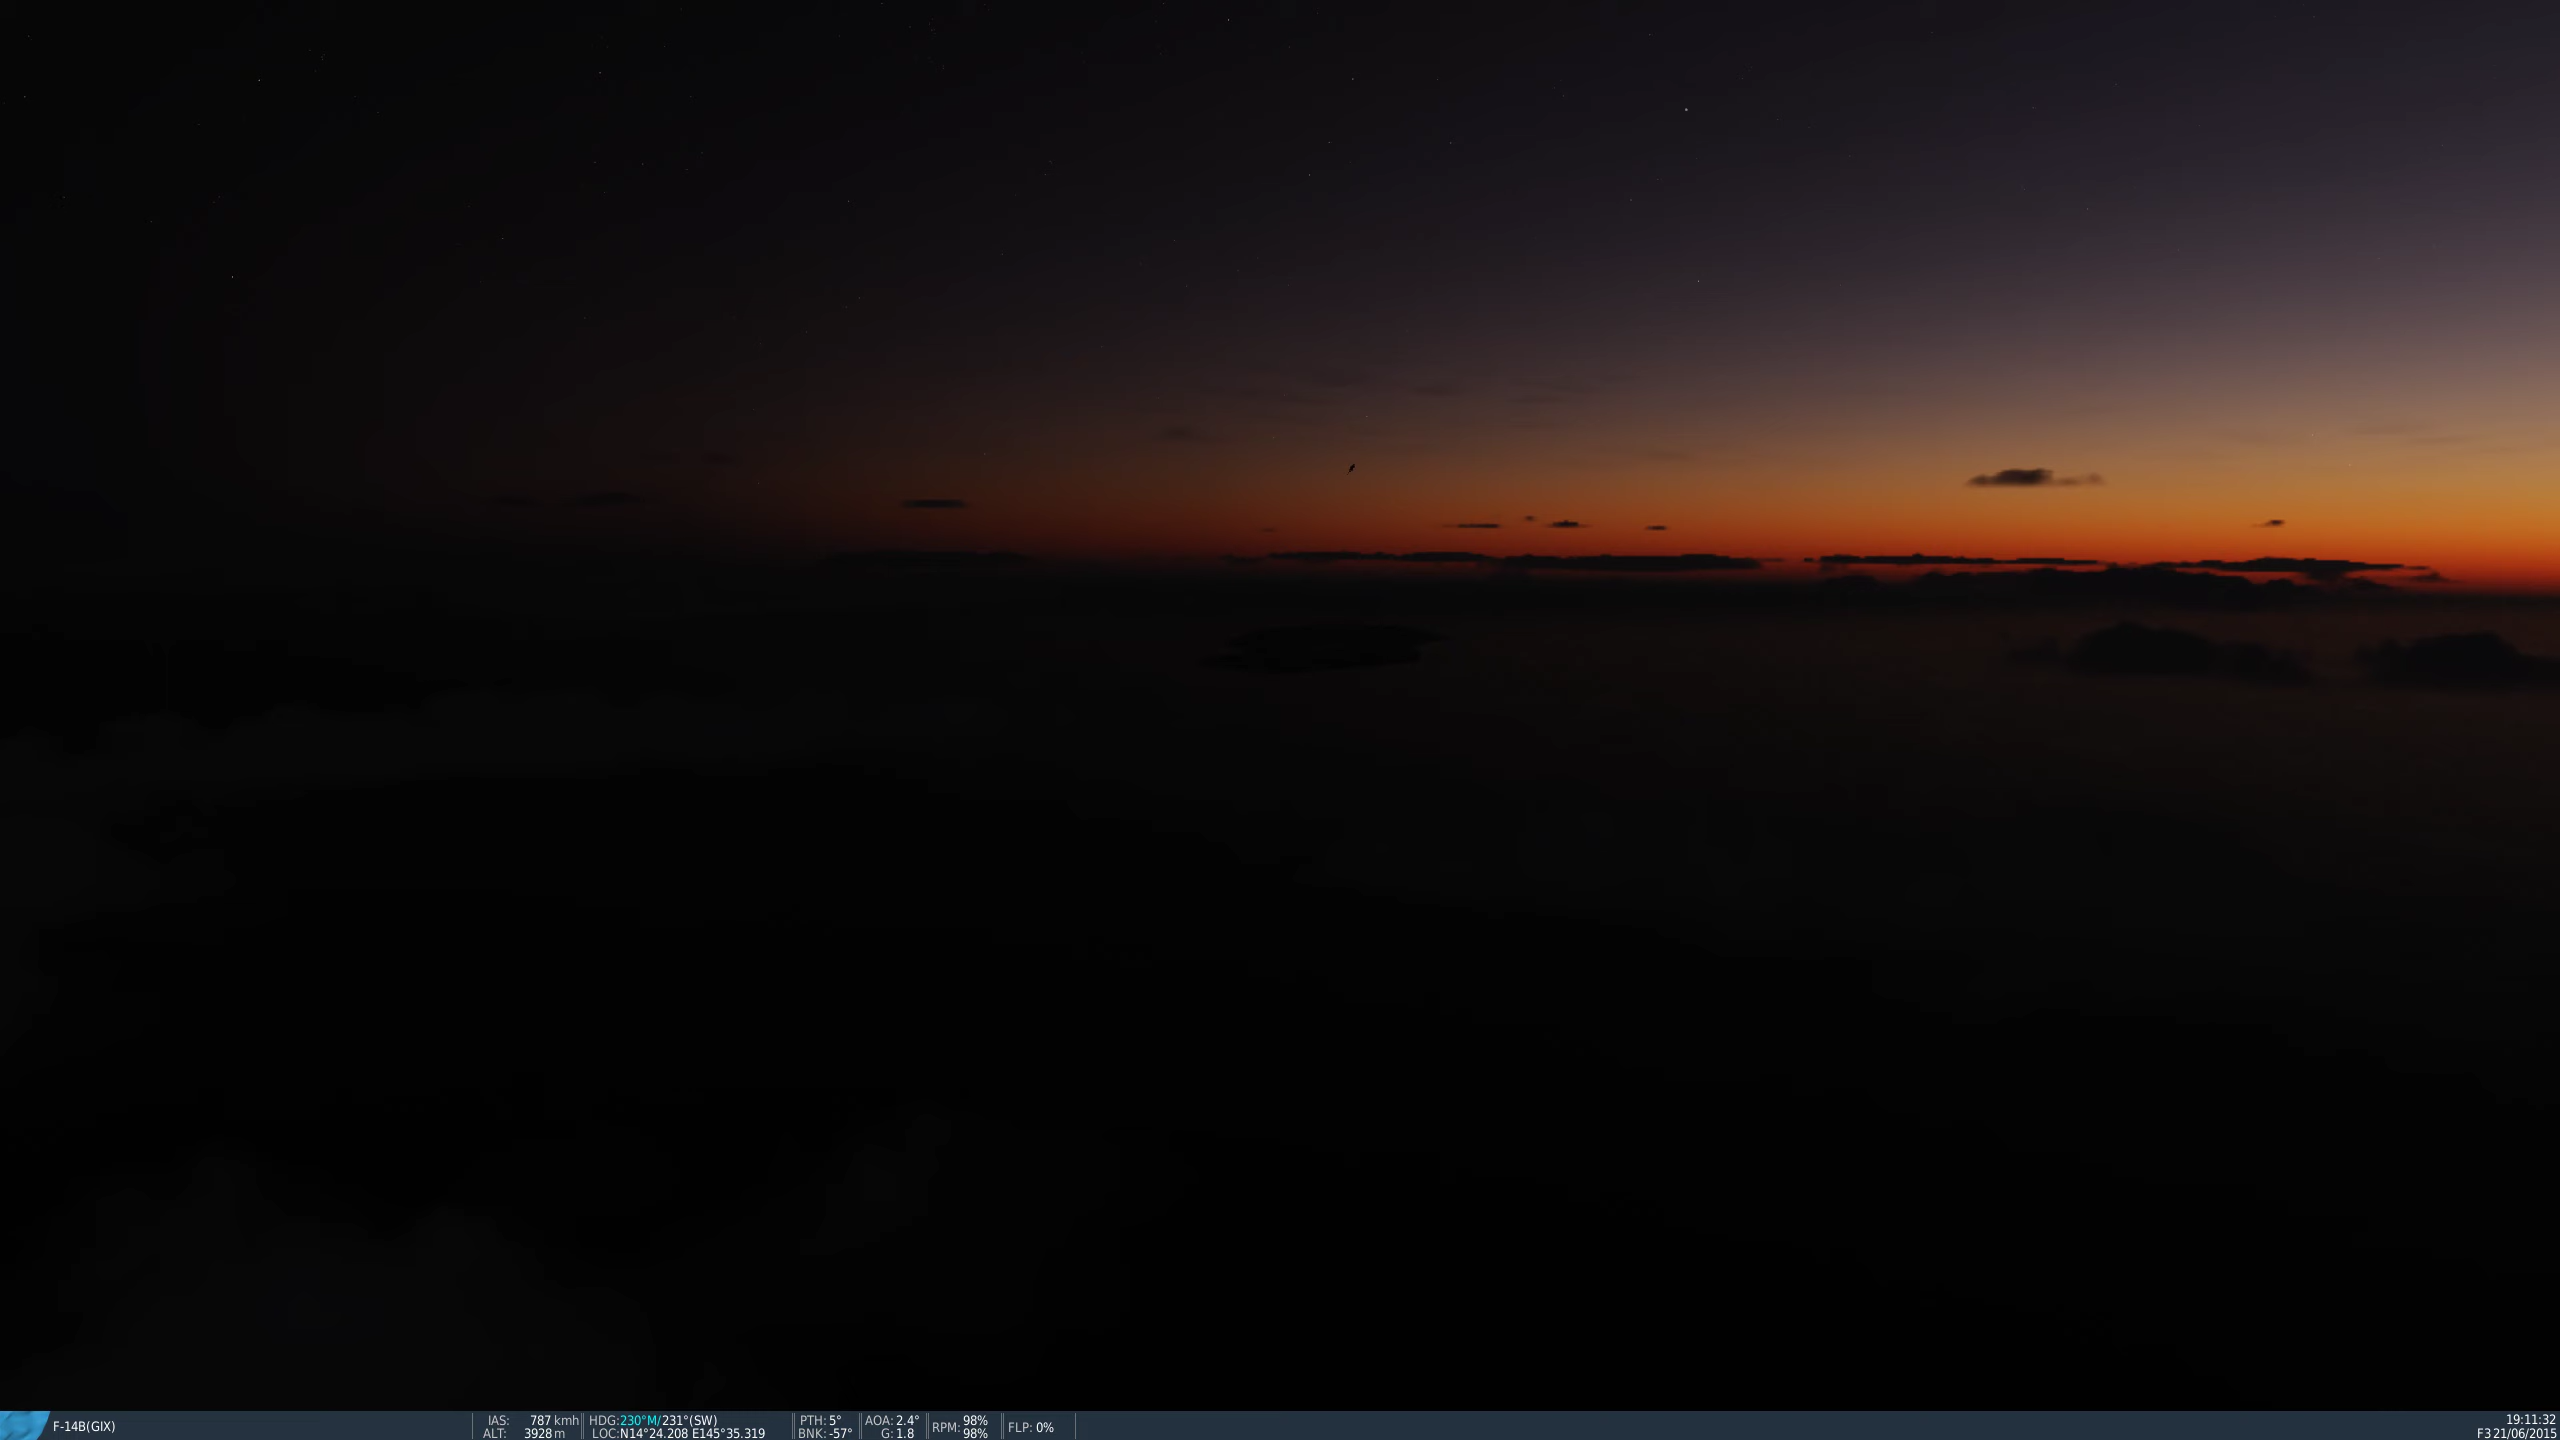 F-14B(GIX)
IAS: 787 kmh
ALT: 3928 m
HDG:230°M/231°(SW)
LOC:N14°24.208 E145°35.319
PTH: 5°
BNK: -57°
AOA: 2.4°
G: 1.8
RPM: 98%
98%
FLP: 0%
19:11:32
F3 21/06/2015